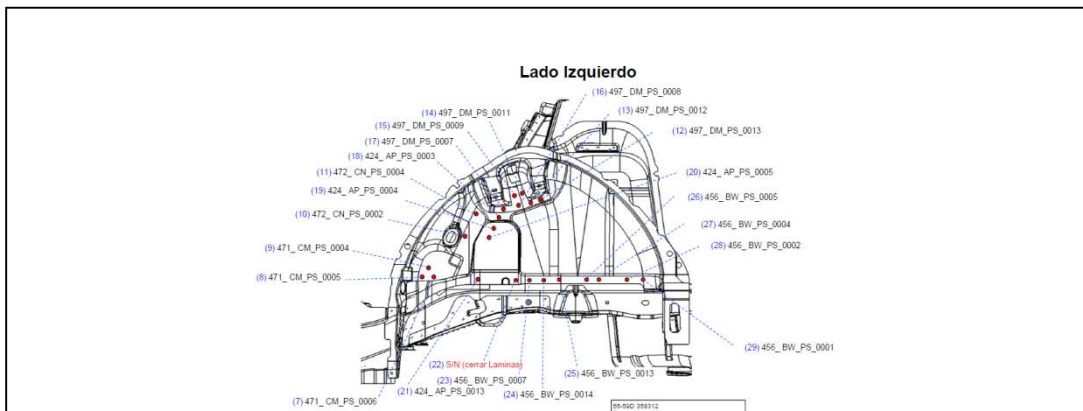 Lado Izquierdo
(16) 497_ DM_PS_0008
(14) 497_ DM_PS_0011
(13) 497_ DM_PS_0012
(15) 497_ DM_PS_0009
(12) 497_ DM_PS_0013
(17) 497_ DM_PS_0007
(18) 424_ AP_PS_0003
(11) 472_ CN_PS_0004
(20) 424_ AP_PS_0005
(19) 424_ AP_PS_0004
(26) 456_ BW_PS_0005
(10) 472_ CN_PS_0002
(27) 456_ BW_PS_0004
(9) 471_ CM_PS_0004
(28) 456_ BW_PS_0002
(8) 471_ CM_PS_0005
(29) 456_ BW_PS_0001
(22) S/N (cerrar Laminas)
(25) 456_ BW_PS_0013
(23) 456_ BW_PS_0007
(21) 424_ AP_PS_0013
(24) 456_ BW_PS_0014
(7) 471_ CM_PS_0006